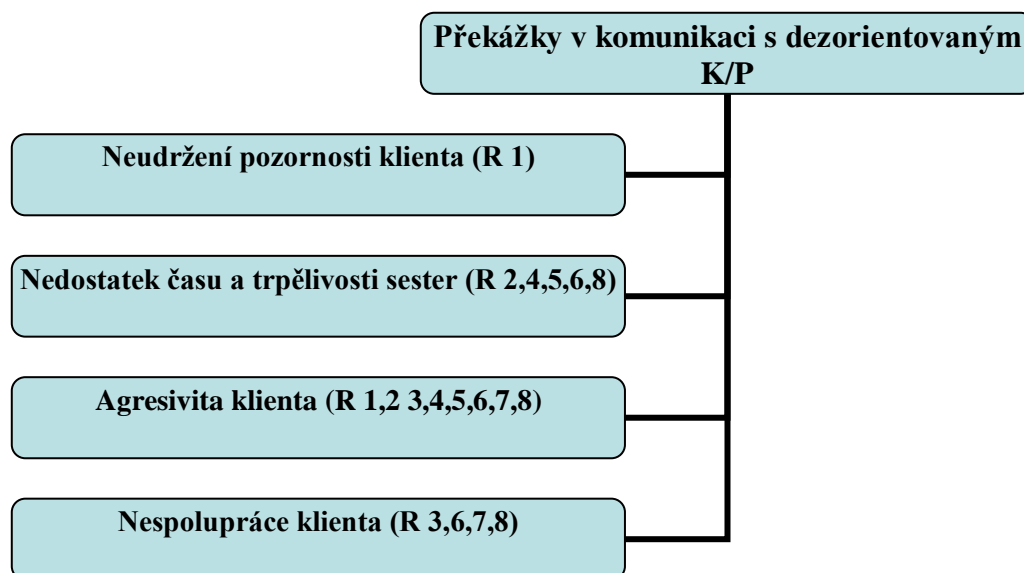 Překážky v komunikaci s dezorientovaným
K/P
Neudržení pozornosti klienta (R 1)
Nedostatek času a trpělivosti sester (R 2,4,5,6,8)
Agresivita klienta (R 1,2 3,4,5,6,7,8)
Nespolupráce klienta (R 3,6,7,8)